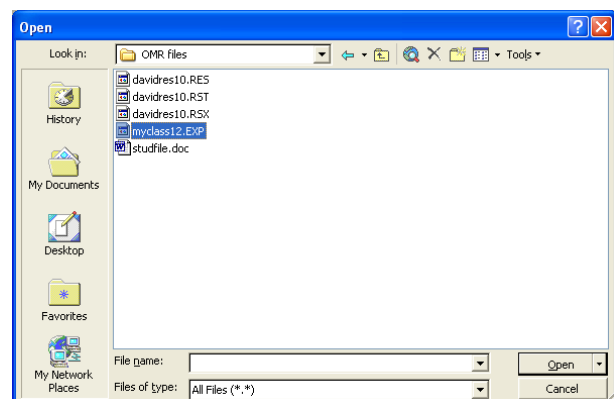 Open
Look in: OMR files Tools
davidres10.RES
davidres10.RST
davidres10.RSX
myclass12.EXP
studfile.doc
History
My Documents
Desktop
Favorites
My Network
Places
File name: Open
Files of type: All Files (*.*) Cancel